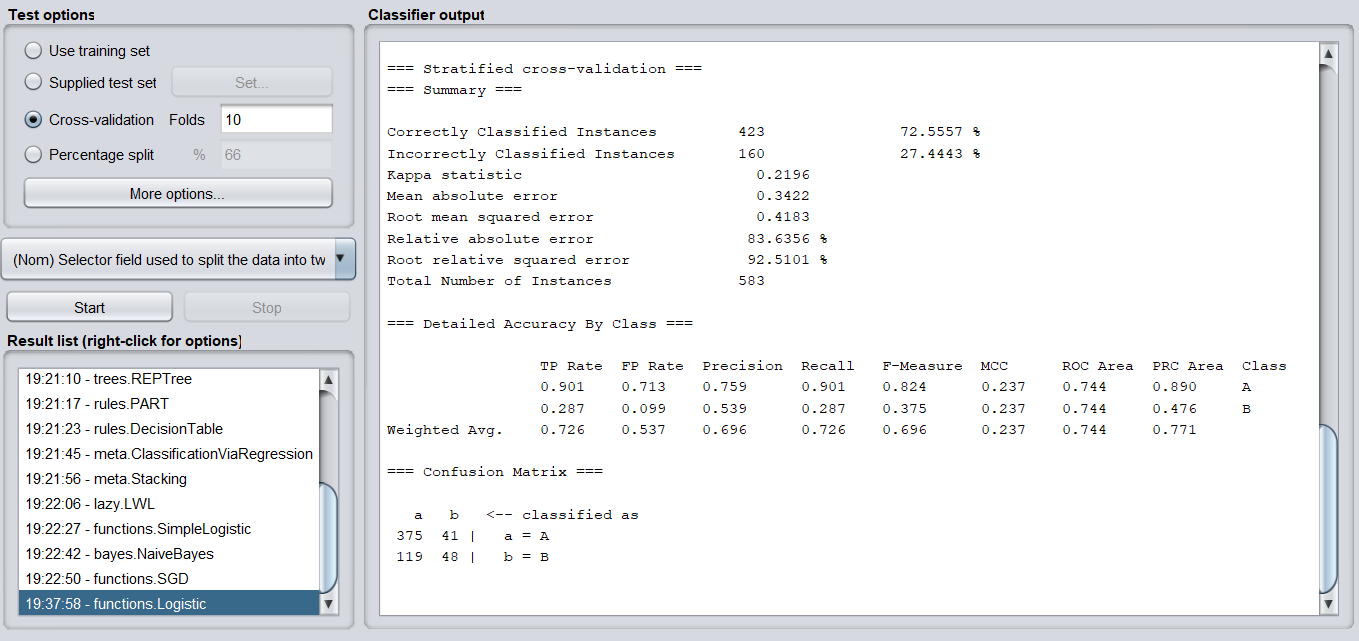 Test options
Use training set
Supplied test set Set...
Cross-validation Folds 10
Percentage split % 66
More options...
(Nom) Selector field used to split the data into tw
Start Stop
Result list (right-click for options)
19:21:10 - trees.REPTree
19:21:17 - rules.PART
19:21:23 - rules.DecisionTable
19:21:45 - meta.ClassificationViaRegression
19:21:56 - meta.Stacking
19:22:06 - lazy.LWL
19:22:27 - functions.SimpleLogistic
19:22:42 - bayes.NaiveBayes
19:22:50 - functions.SGD
19:37:58 - functions.Logistic
Classifier output
=== Stratified cross-validation ===
=== Summary ===
Correctly Classified Instances 423 72.5557 %
Incorrectly Classified Instances 160 27.4443 %
Kappa statistic 0.2196
Mean absolute error 0.3422
Root mean squared error 0.4183
Relative absolute error 83.6356 %
Root relative squared error 92.5101 %
Total Number of Instances 583
=== Detailed Accuracy By Class ===
TP Rate FP Rate Precision Recall F-Measure MCC ROC Area PRC Area Class
0.901 0.713 0.759 0.901 0.824 0.237 0.744 0.890 A
0.287 0.099 0.539 0.287 0.375 0.237 0.744 0.476 B
Weighted Avg. 0.726 0.537 0.696 0.726 0.696 0.237 0.744 0.771
=== Confusion Matrix ===
a b <-- classified as
375 41 | a = A
119 48 | b = B